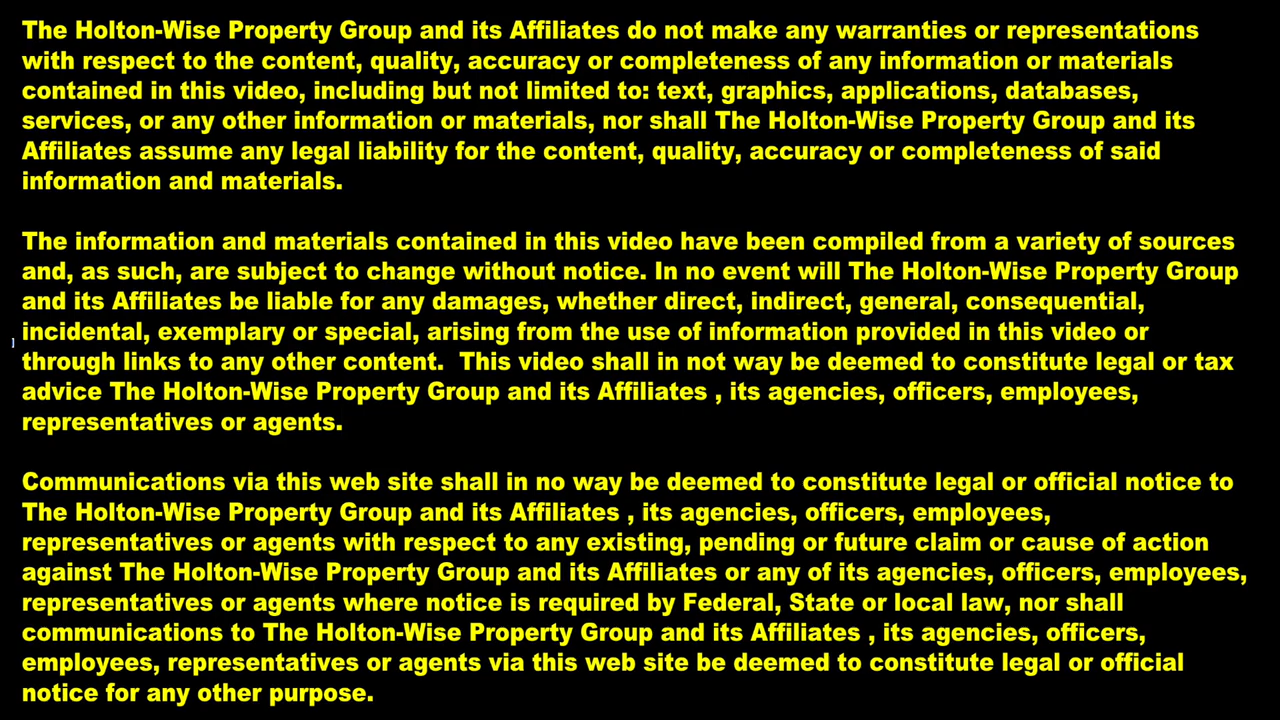 The Holton-Wise Property Group and its Affiliates do not make any warranties or representations
with respect to the content, quality, accuracy or completeness of any information or materials
contained in this video, including but not limited to: text, graphics, applications, databases,
services, or any other information or materials, nor shall The Holton-Wise Property Group and its
Affiliates assume any legal liability for the content, quality, accuracy or completeness of said
information and materials.
The information and materials contained in this video have been compiled from a variety of sources
and, as such, are subject to change without notice. In no event will The Holton-Wise Property Group
and its Affiliates be liable for any damages, whether direct, indirect, general, consequential,
incidental, exemplary or special, arising from the use of information provided in this video or
through links to any other content.  This video shall in not way be deemed to constitute legal or tax
advice The Holton-Wise Property Group and its Affiliates , its agencies, officers, employees,
representatives or agents.
Communications via this web site shall in no way be deemed to constitute legal or official notice to
The Holton-Wise Property Group and its Affiliates , its agencies, officers, employees,
representatives or agents with respect to any existing, pending or future claim or cause of action
against The Holton-Wise Property Group and its Affiliates or any of its agencies, officers, employees,
representatives or agents where notice is required by Federal, State or local law, nor shall
communications to The Holton-Wise Property Group and its Affiliates , its agencies, officers,
employees, representatives or agents via this web site be deemed to constitute legal or official
notice for any other purpose.